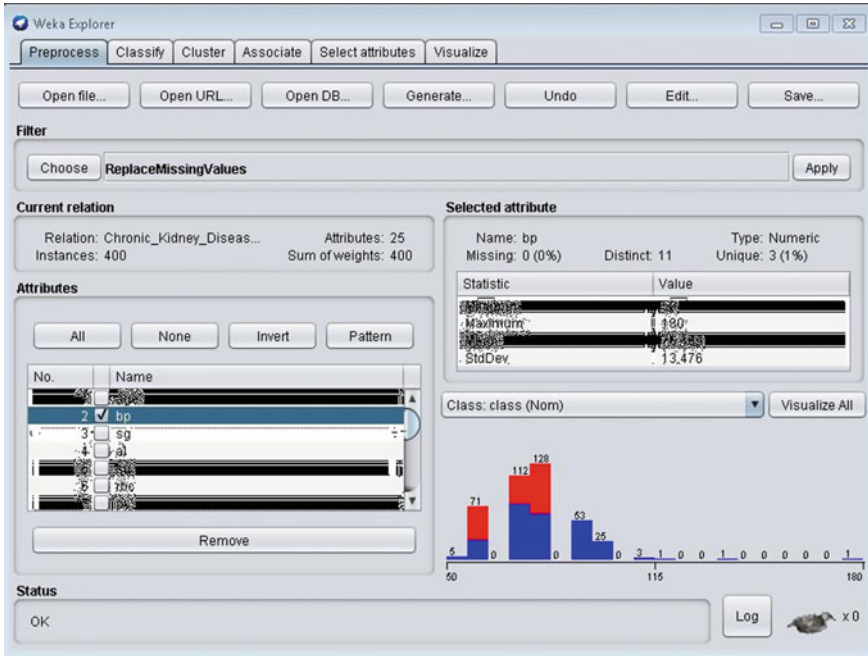 Weka Explorer
Preprocess Classify Cluster Associate Select attributes Visualize
Open file... Open URL... Open DB... Generate... Undo Edit... Save...
Filter
Choose ReplaceMissingValues Apply
Current relation
Relation: Chronic_Kidney_Diseas... Attributes: 25
Instances: 400 Sum of weights: 400
Attributes
All None Invert Pattern
No. Name
2 bp
3 sg
4 al
Remove
Selected attribute
Name: bp Type: Numeric
Missing: 0 (0%) Distinct: 11 Unique: 3 (1%)
Statistic Value
Maximum 180
StdDev 13.476
Class: class (Nom) Visualize All
5 71 0 112 128 0 53 25 0 3 1 0 0 1 0 0 0 0 0 1
50 115 180
Status
OK
Log x 0